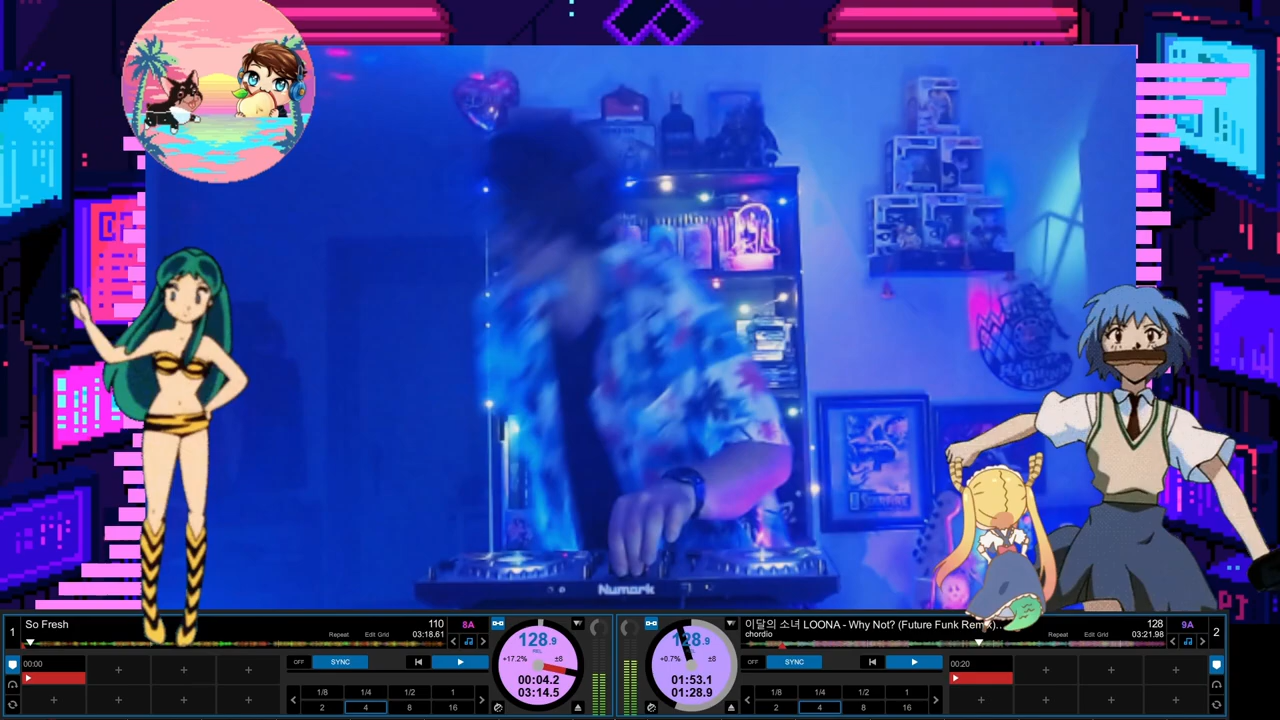 HARLEY QUINN
Numark
1
So Fresh
110
8A
Repeat
Edit Grid
03:18.61
128.9
+17.2%
±8
00:04.2
03:14.5
128.9
+0.7%
±8
01:53.1
01:28.9
이달의 소녀 LOONA - Why Not? (Future Funk Remix)...
chordio
128
9A
2
Repeat
Edit Grid
03:21.98
00:00
OFF
SYNC
1/8
1/4
1/2
1
2
4
8
16
OFF
SYNC
1/8
1/4
1/2
1
2
4
8
16
00:20